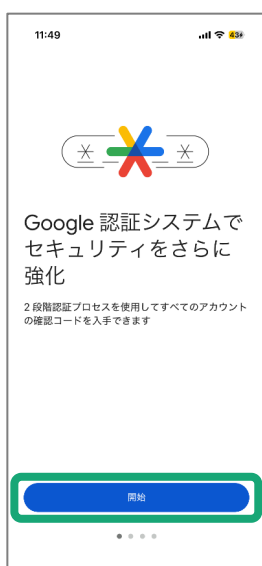 11:49
43
Google 認証システムで
セキュリティをさらに
強化
2 段階認証プロセスを使用してすべてのアカウント
の確認コードを入手できます
開始